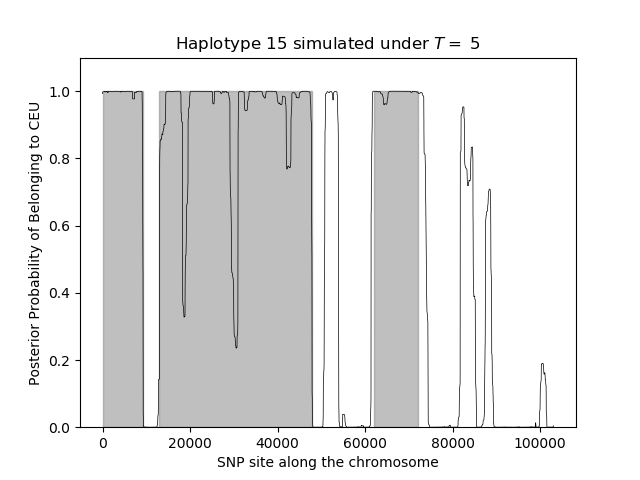 Haplotype 15 simulated under T = 5
Posterior Probability of Belonging to CEU
1.0
0.8
0.6
0.4
0.2
0.0
0 20000 40000 60000 80000 100000
SNP site along the chromosome